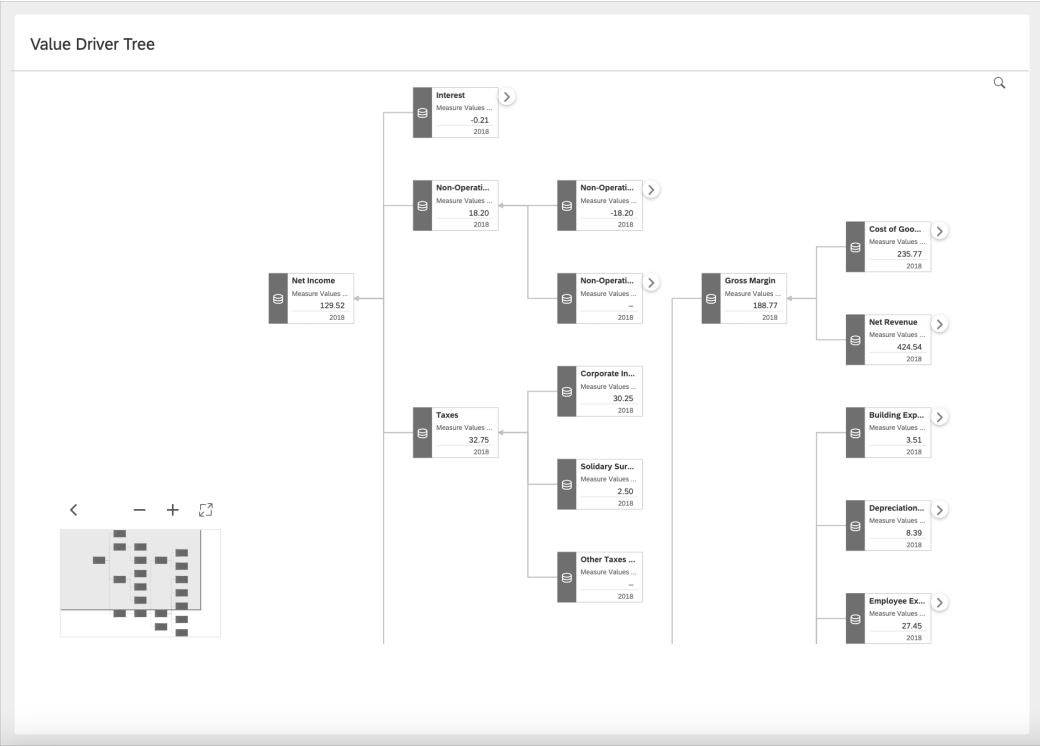 Value Driver Tree
Interest
Measure Values ...
-0.21
2018
Non-Operati...
Measure Values ...
18.20
2018
Non-Operati...
Measure Values ...
-18.20
2018
Cost of Goo...
Measure Values ...
235.77
2018
Net Income
Measure Values ...
129.52
2018
Non-Operati...
Measure Values ...
–
2018
Gross Margin
Measure Values ...
188.77
2018
Net Revenue
Measure Values ...
424.54
2018
Corporate In...
Measure Values ...
30.25
2018
Taxes
Measure Values ...
32.75
2018
Building Exp...
Measure Values ...
3.51
2018
Solidary Sur...
Measure Values ...
2.50
2018
Depreciation...
Measure Values ...
8.39
2018
Other Taxes ...
Measure Values ...
–
2018
Employee Ex...
Measure Values ...
27.45
2018